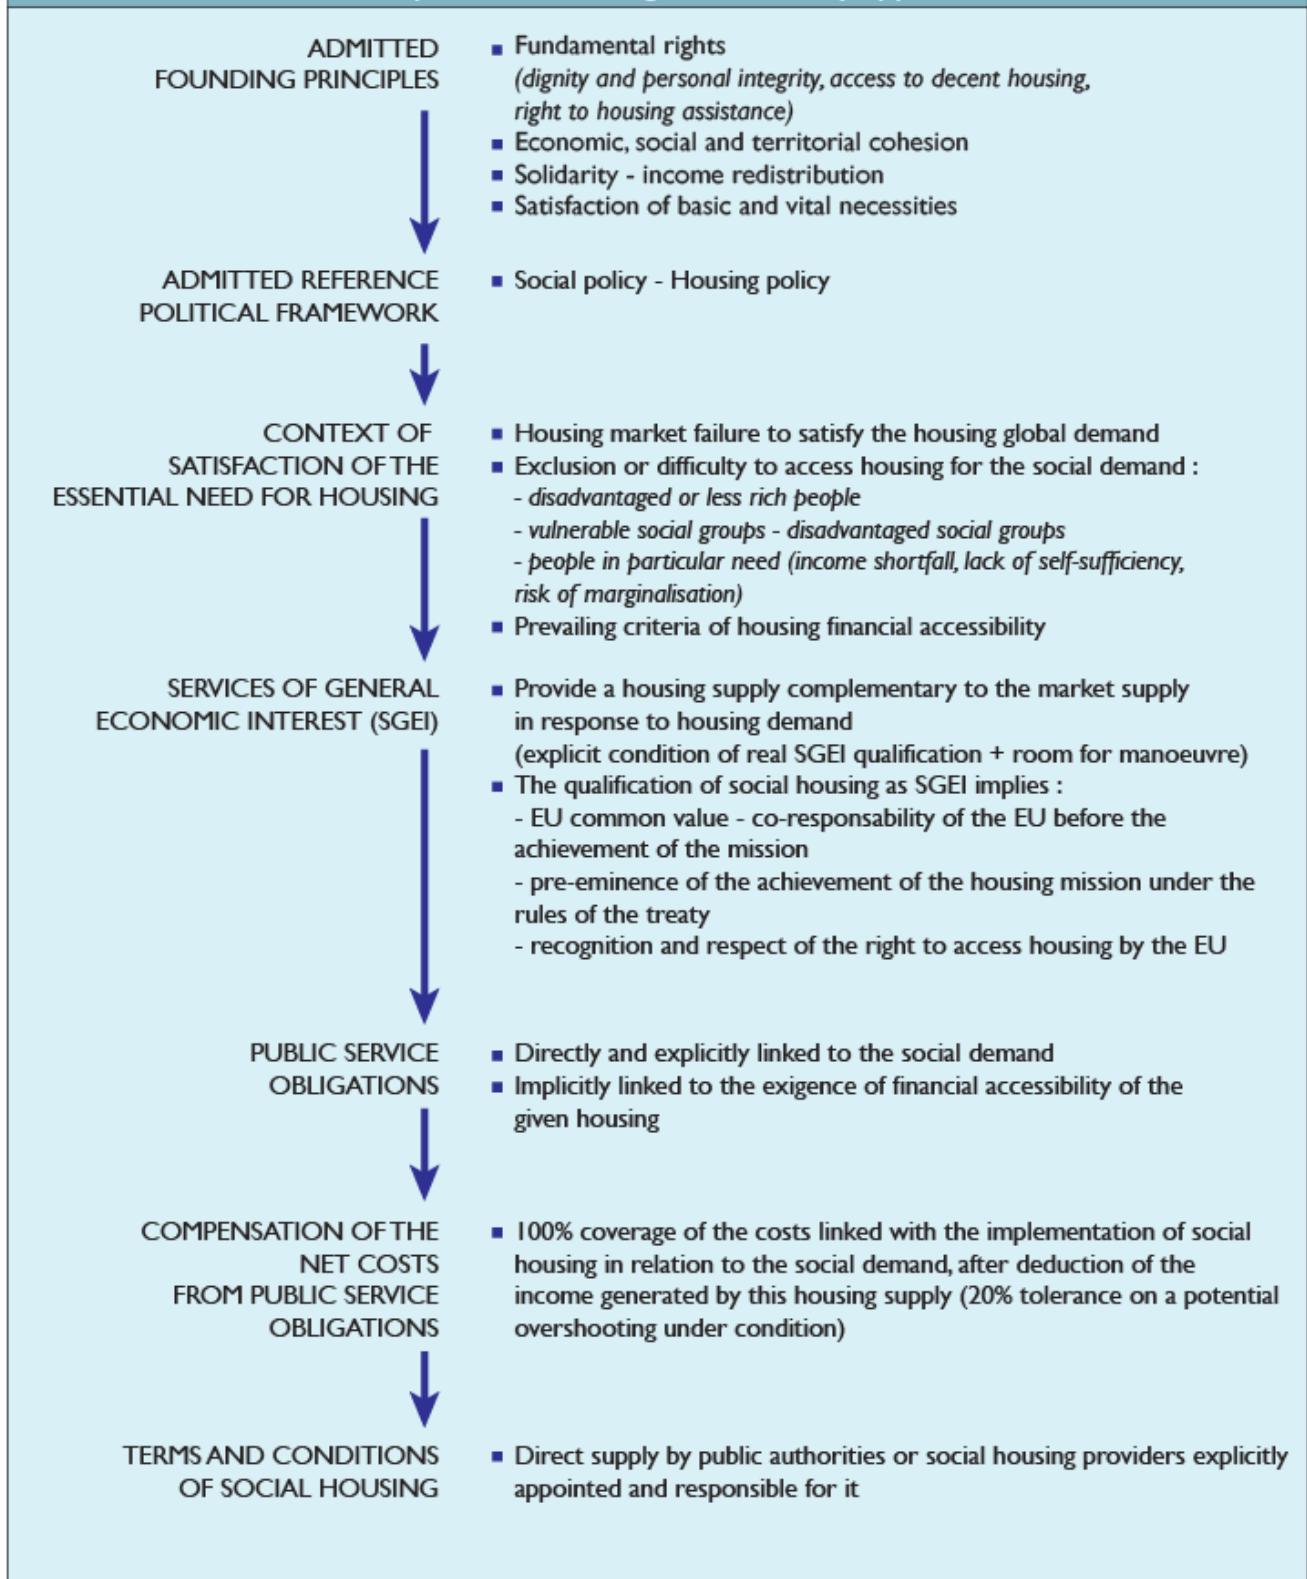 ADMITTED
FOUNDING PRINCIPLES
▪ Fundamental rights
(dignity and personal integrity, access to decent housing,
right to housing assistance)
▪ Economic, social and territorial cohesion
▪ Solidarity - income redistribution
▪ Satisfaction of basic and vital necessities
ADMITTED REFERENCE
POLITICAL FRAMEWORK
▪ Social policy - Housing policy
CONTEXT OF
SATISFACTION OF THE
ESSENTIAL NEED FOR HOUSING
▪ Housing market failure to satisfy the housing global demand
▪ Exclusion or difficulty to access housing for the social demand :
- disadvantaged or less rich people
- vulnerable social groups - disadvantaged social groups
- people in particular need (income shortfall, lack of self-sufficiency,
risk of marginalisation)
▪ Prevailing criteria of housing financial accessibility
SERVICES OF GENERAL
ECONOMIC INTEREST (SGEI)
▪ Provide a housing supply complementary to the market supply
in response to housing demand
(explicit condition of real SGEI qualification + room for manoeuvre)
▪ The qualification of social housing as SGEI implies :
- EU common value - co-responsability of the EU before the
achievement of the mission
- pre-eminence of the achievement of the housing mission under the
rules of the treaty
- recognition and respect of the right to access housing by the EU
PUBLIC SERVICE
OBLIGATIONS
▪ Directly and explicitly linked to the social demand
▪ Implicitly linked to the exigence of financial accessibility of the
given housing
COMPENSATION OF THE
NET COSTS
FROM PUBLIC SERVICE
OBLIGATIONS
▪ 100% coverage of the costs linked with the implementation of social
housing in relation to the social demand, after deduction of the
income generated by this housing supply (20% tolerance on a potential
overshooting under condition)
TERMS AND CONDITIONS
OF SOCIAL HOUSING
▪ Direct supply by public authorities or social housing providers explicitly
appointed and responsible for it